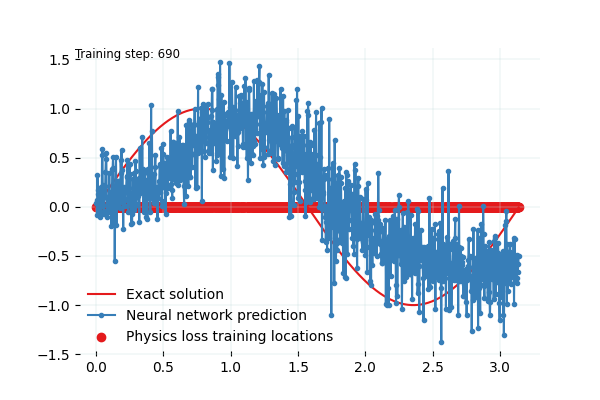 Training step: 690
1.5
1.0
0.5
0.0
−0.5
−1.0
−1.5
Exact solution
Neural network prediction
Physics loss training locations
0.0 0.5 1.0 1.5 2.0 2.5 3.0